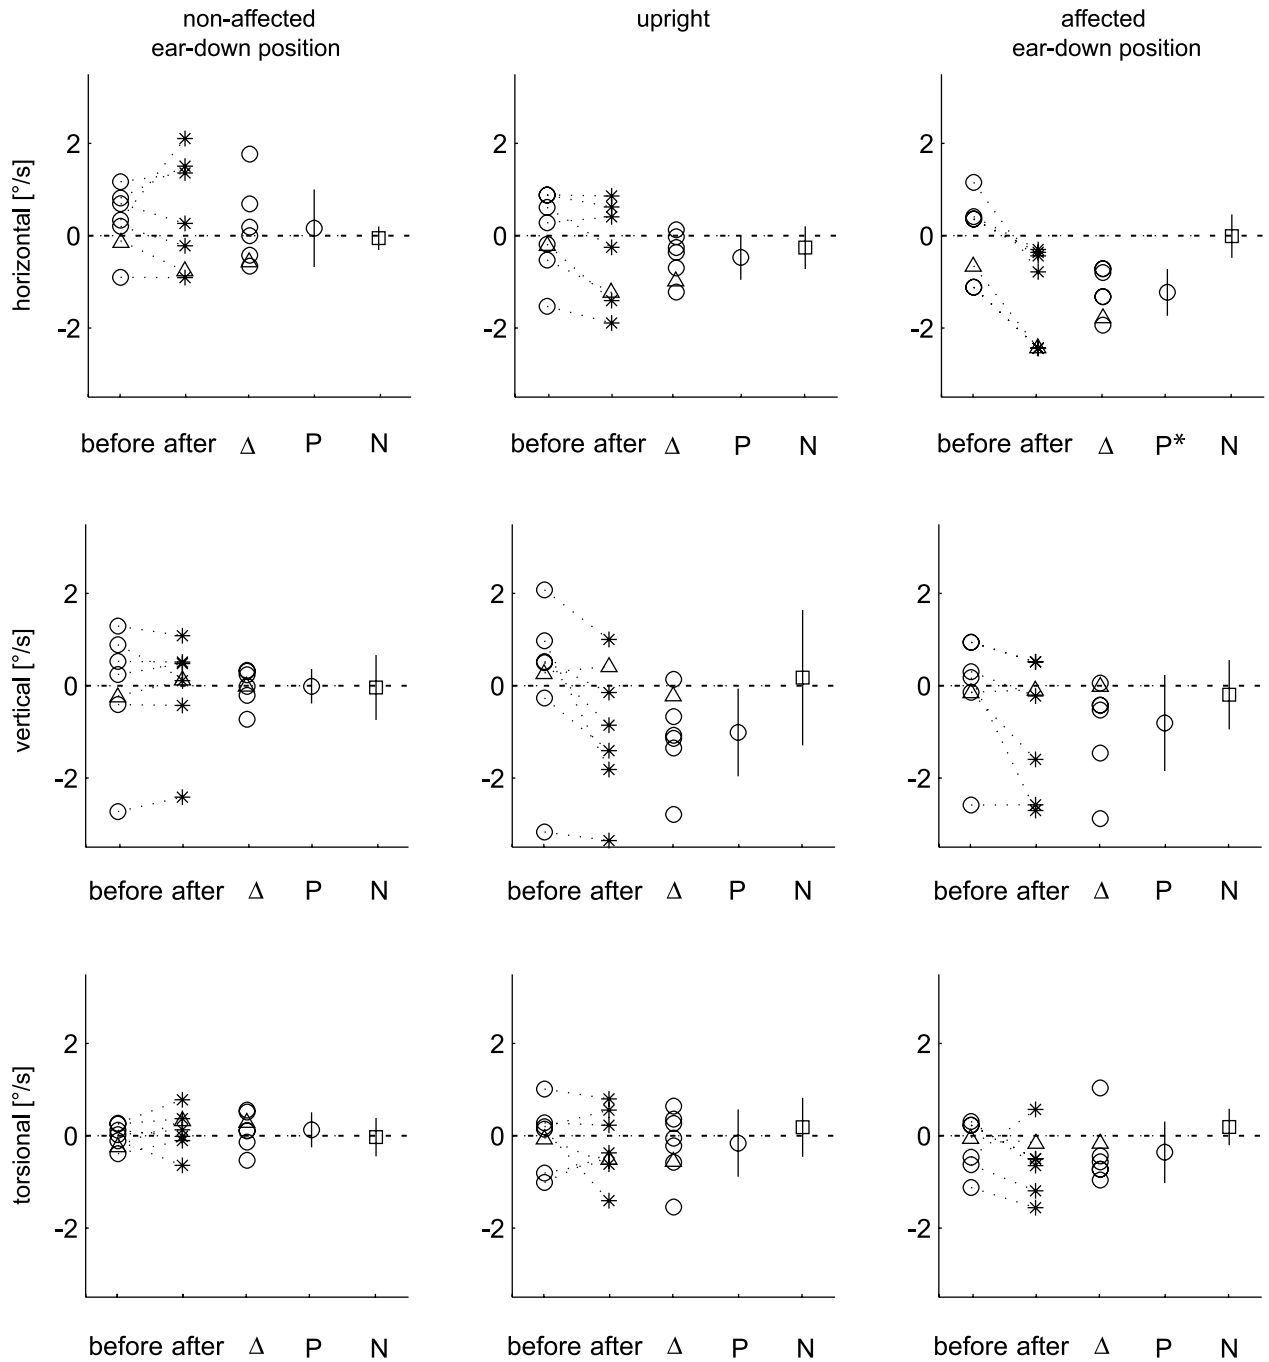 non-affected
ear-down position
upright
affected
ear-down position
horizontal [°/s]
2
0
-2
before after Δ P N
2
0
-2
before after Δ P N
2
0
-2
before after Δ P* N
vertical [°/s]
2
0
-2
before after Δ P N
2
0
-2
before after Δ P N
2
0
-2
before after Δ P N
torsional [°/s]
2
0
-2
before after Δ P N
2
0
-2
before after Δ P N
2
0
-2
before after Δ P N